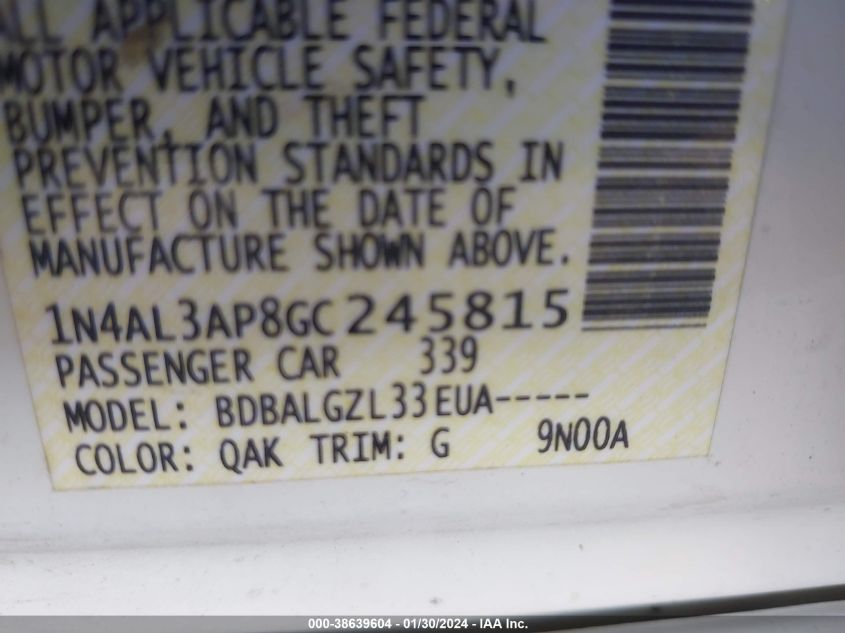 ALL APPLICABLE FEDERAL
MOTOR VEHICLE SAFETY,
BUMPER, AND THEFT
PREVENTION STANDARDS IN
EFFECT ON THE DATE OF
MANUFACTURE SHOWN ABOVE.
1N4AL3AP8GC245815
PASSENGER CAR 339
MODEL: BDBALGZL33EUA-----
COLOR: QAK TRIM: G 9N00A
000-38639604 - 01/30/2024 - IAA Inc.